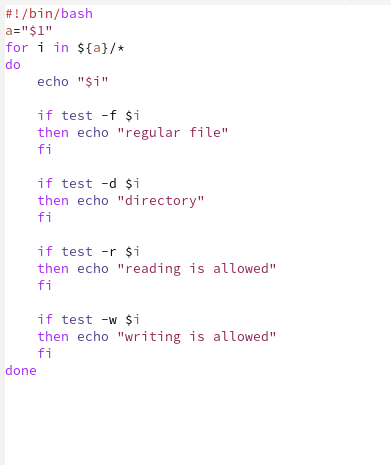 #!/bin/bash
a="$1"
for i in ${a}/*
do
    echo "$i"

    if test -f $i
    then echo "regular file"
    fi

    if test -d $i
    then echo "directory"
    fi

    if test -r $i
    then echo "reading is allowed"
    fi

    if test -w $i
    then echo "writing is allowed"
    fi
done